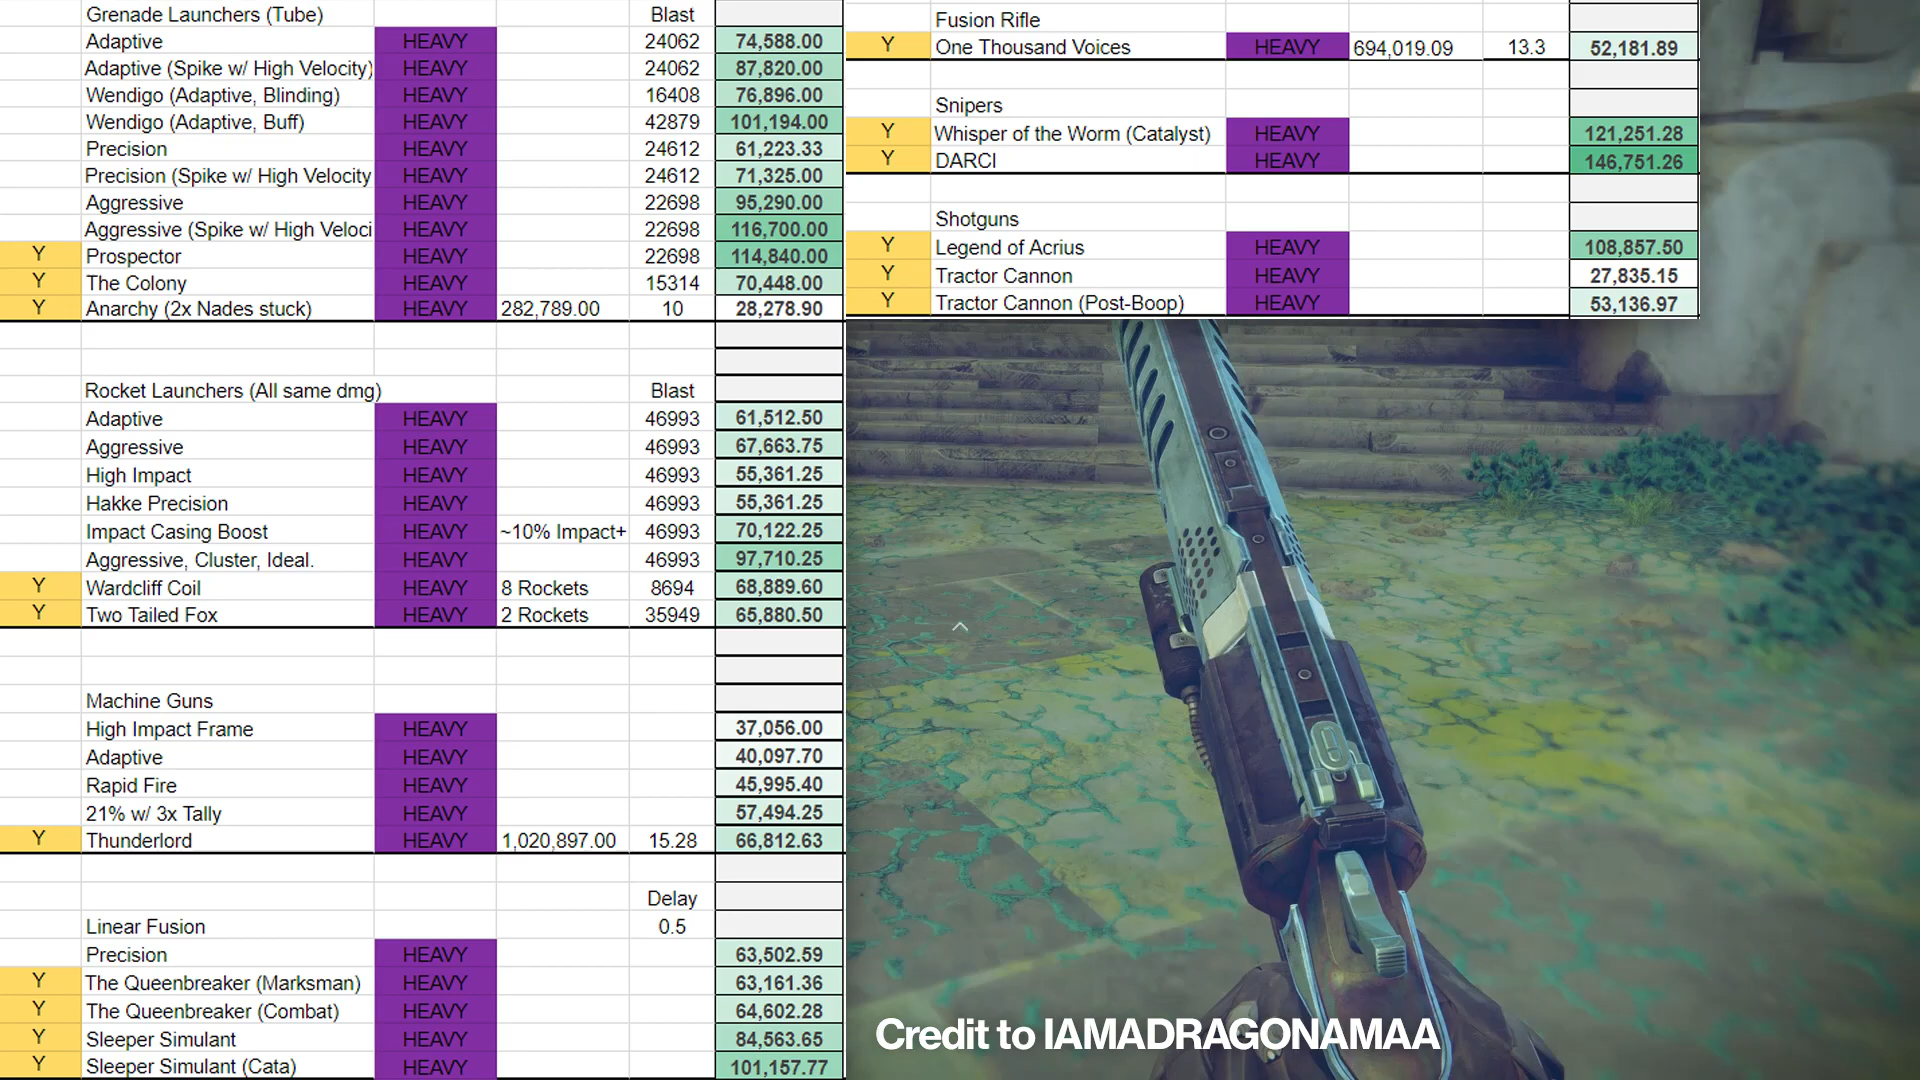 Grenade Launchers (Tube) Blast
Adaptive HEAVY 24062 74,588.00
Adaptive (Spike w/ High Velocity) HEAVY 24062 87,820.00
Wendigo (Adaptive, Blinding) HEAVY 16408 76,896.00
Wendigo (Adaptive, Buff) HEAVY 42879 101,194.00
Precision HEAVY 24612 61,223.33
Precision (Spike w/ High Velocity HEAVY 24612 71,325.00
Aggressive HEAVY 22698 95,290.00
Aggressive (Spike w/ High Veloci HEAVY 22698 116,700.00
Y Prospector HEAVY 22698 114,840.00
Y The Colony HEAVY 15314 70,448.00
Y Anarchy (2x Nades stuck) HEAVY 282,789.00 10 28,278.90
Rocket Launchers (All same dmg) Blast
Adaptive HEAVY 46993 61,512.50
Aggressive HEAVY 46993 67,663.75
High Impact HEAVY 46993 55,361.25
Hakke Precision HEAVY 46993 55,361.25
Impact Casing Boost HEAVY ~10% Impact+ 46993 70,122.25
Aggressive, Cluster, Ideal. HEAVY 46993 97,710.25
Y Wardcliff Coil HEAVY 8 Rockets 8694 68,889.60
Y Two Tailed Fox HEAVY 2 Rockets 35949 65,880.50
Machine Guns
High Impact Frame HEAVY 37,056.00
Adaptive HEAVY 40,097.70
Rapid Fire HEAVY 45,995.40
21% w/ 3x Tally HEAVY 57,494.25
Y Thunderlord HEAVY 1,020,897.00 15.28 66,812.63
Delay
Linear Fusion 0.5
Precision HEAVY 63,502.59
Y The Queenbreaker (Marksman) HEAVY 63,161.36
Y The Queenbreaker (Combat) HEAVY 64,602.28
Y Sleeper Simulant HEAVY 84,563.65
Y Sleeper Simulant (Cata) HEAVY 101,157.77
Fusion Rifle
Y One Thousand Voices HEAVY 694,019.09 13.3 52,181.89
Snipers
Y Whisper of the Worm (Catalyst) HEAVY 121,251.28
Y DARCI HEAVY 146,751.26
Shotguns
Y Legend of Acrius HEAVY 108,857.50
Y Tractor Cannon HEAVY 27,835.15
Y Tractor Cannon (Post-Boop) HEAVY 53,136.97
Credit to IAMADRAGONAMAA